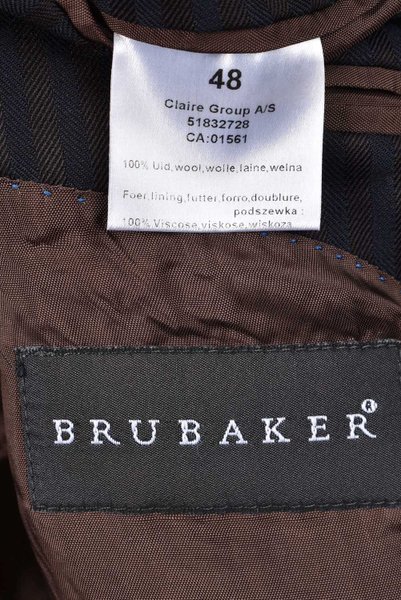 48
Claire Group A/S
51832728
CA:01561
100% Uld,wool,wolle,laine,welna
Foer,lining,futter,forro,doublure,
podszewka :
100% Viscose,viskose,wiskoza
BRUBAKER®